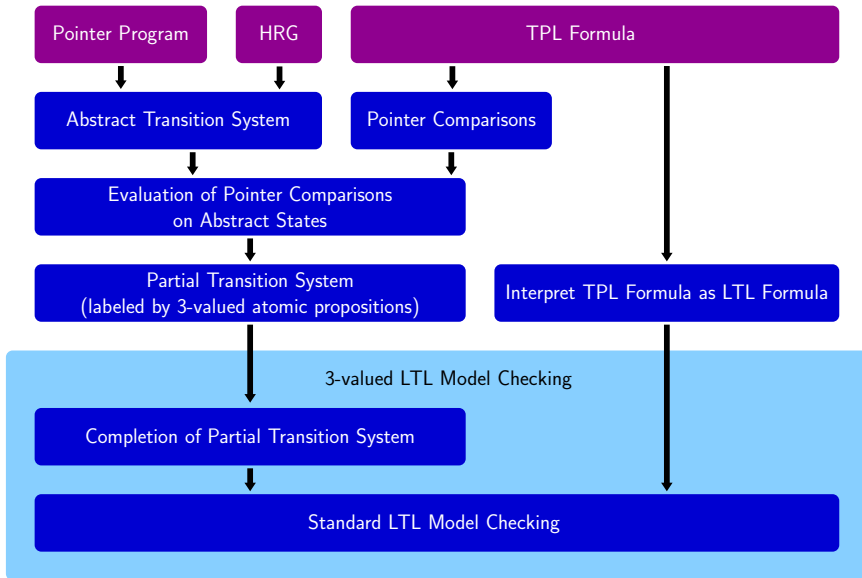 Pointer Program
HRG
TPL Formula
Abstract Transition System
Pointer Comparisons
Evaluation of Pointer Comparisons
on Abstract States
Partial Transition System
(labeled by 3-valued atomic propositions)
Interpret TPL Formula as LTL Formula
3-valued LTL Model Checking
Completion of Partial Transition System
Standard LTL Model Checking